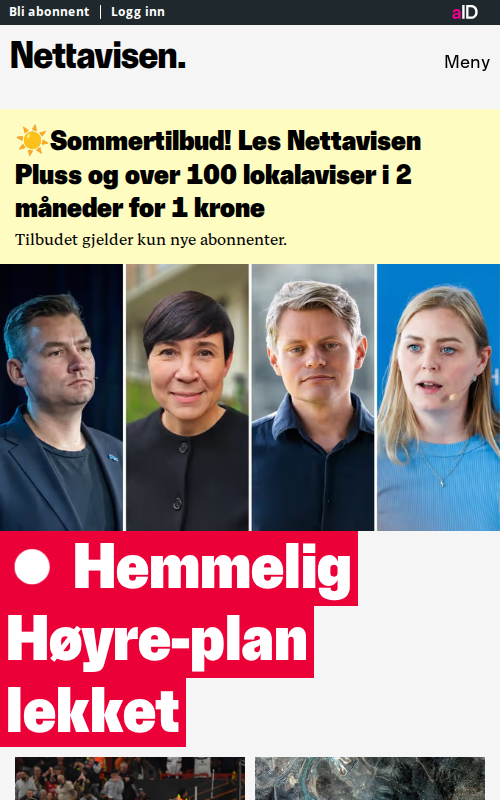 Bli abonnent | Logg inn
aID
Nettavisen.
Meny
☀️Sommertilbud! Les Nettavisen
Pluss og over 100 lokalaviser i 2
måneder for 1 krone
Tilbudet gjelder kun nye abonnenter.
Hemmelig
Høyre-plan
lekket